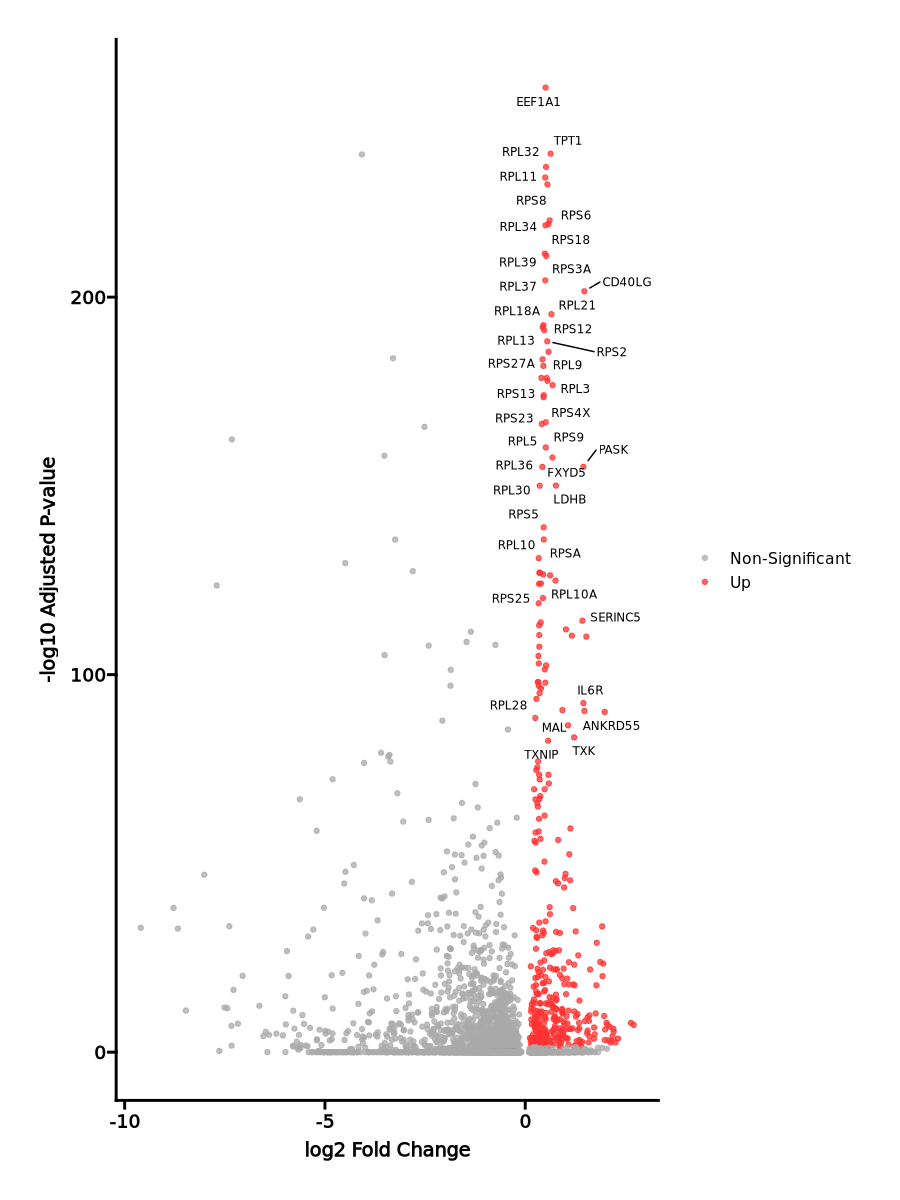 EEF1A1
TPT1
RPL32
RPL11
RPS8
RPS6
RPL34
RPS18
RPL39
RPS3A
CD40LG
RPL37
RPL21
RPL18A
RPS12
RPL13
RPS2
RPS27A
RPL9
RPL3
RPS13
RPS4X
RPS23
RPS9
RPL5
PASK
RPL36
FXYD5
RPL30
LDHB
RPS5
RPL10
RPSA
RPS25
RPL10A
SERINC5
IL6R
RPL28
MAL
ANKRD55
TXNIP
TXK
200
100
0
-10
-5
0
-log10 Adjusted P-value
log2 Fold Change
Non-Significant
Up